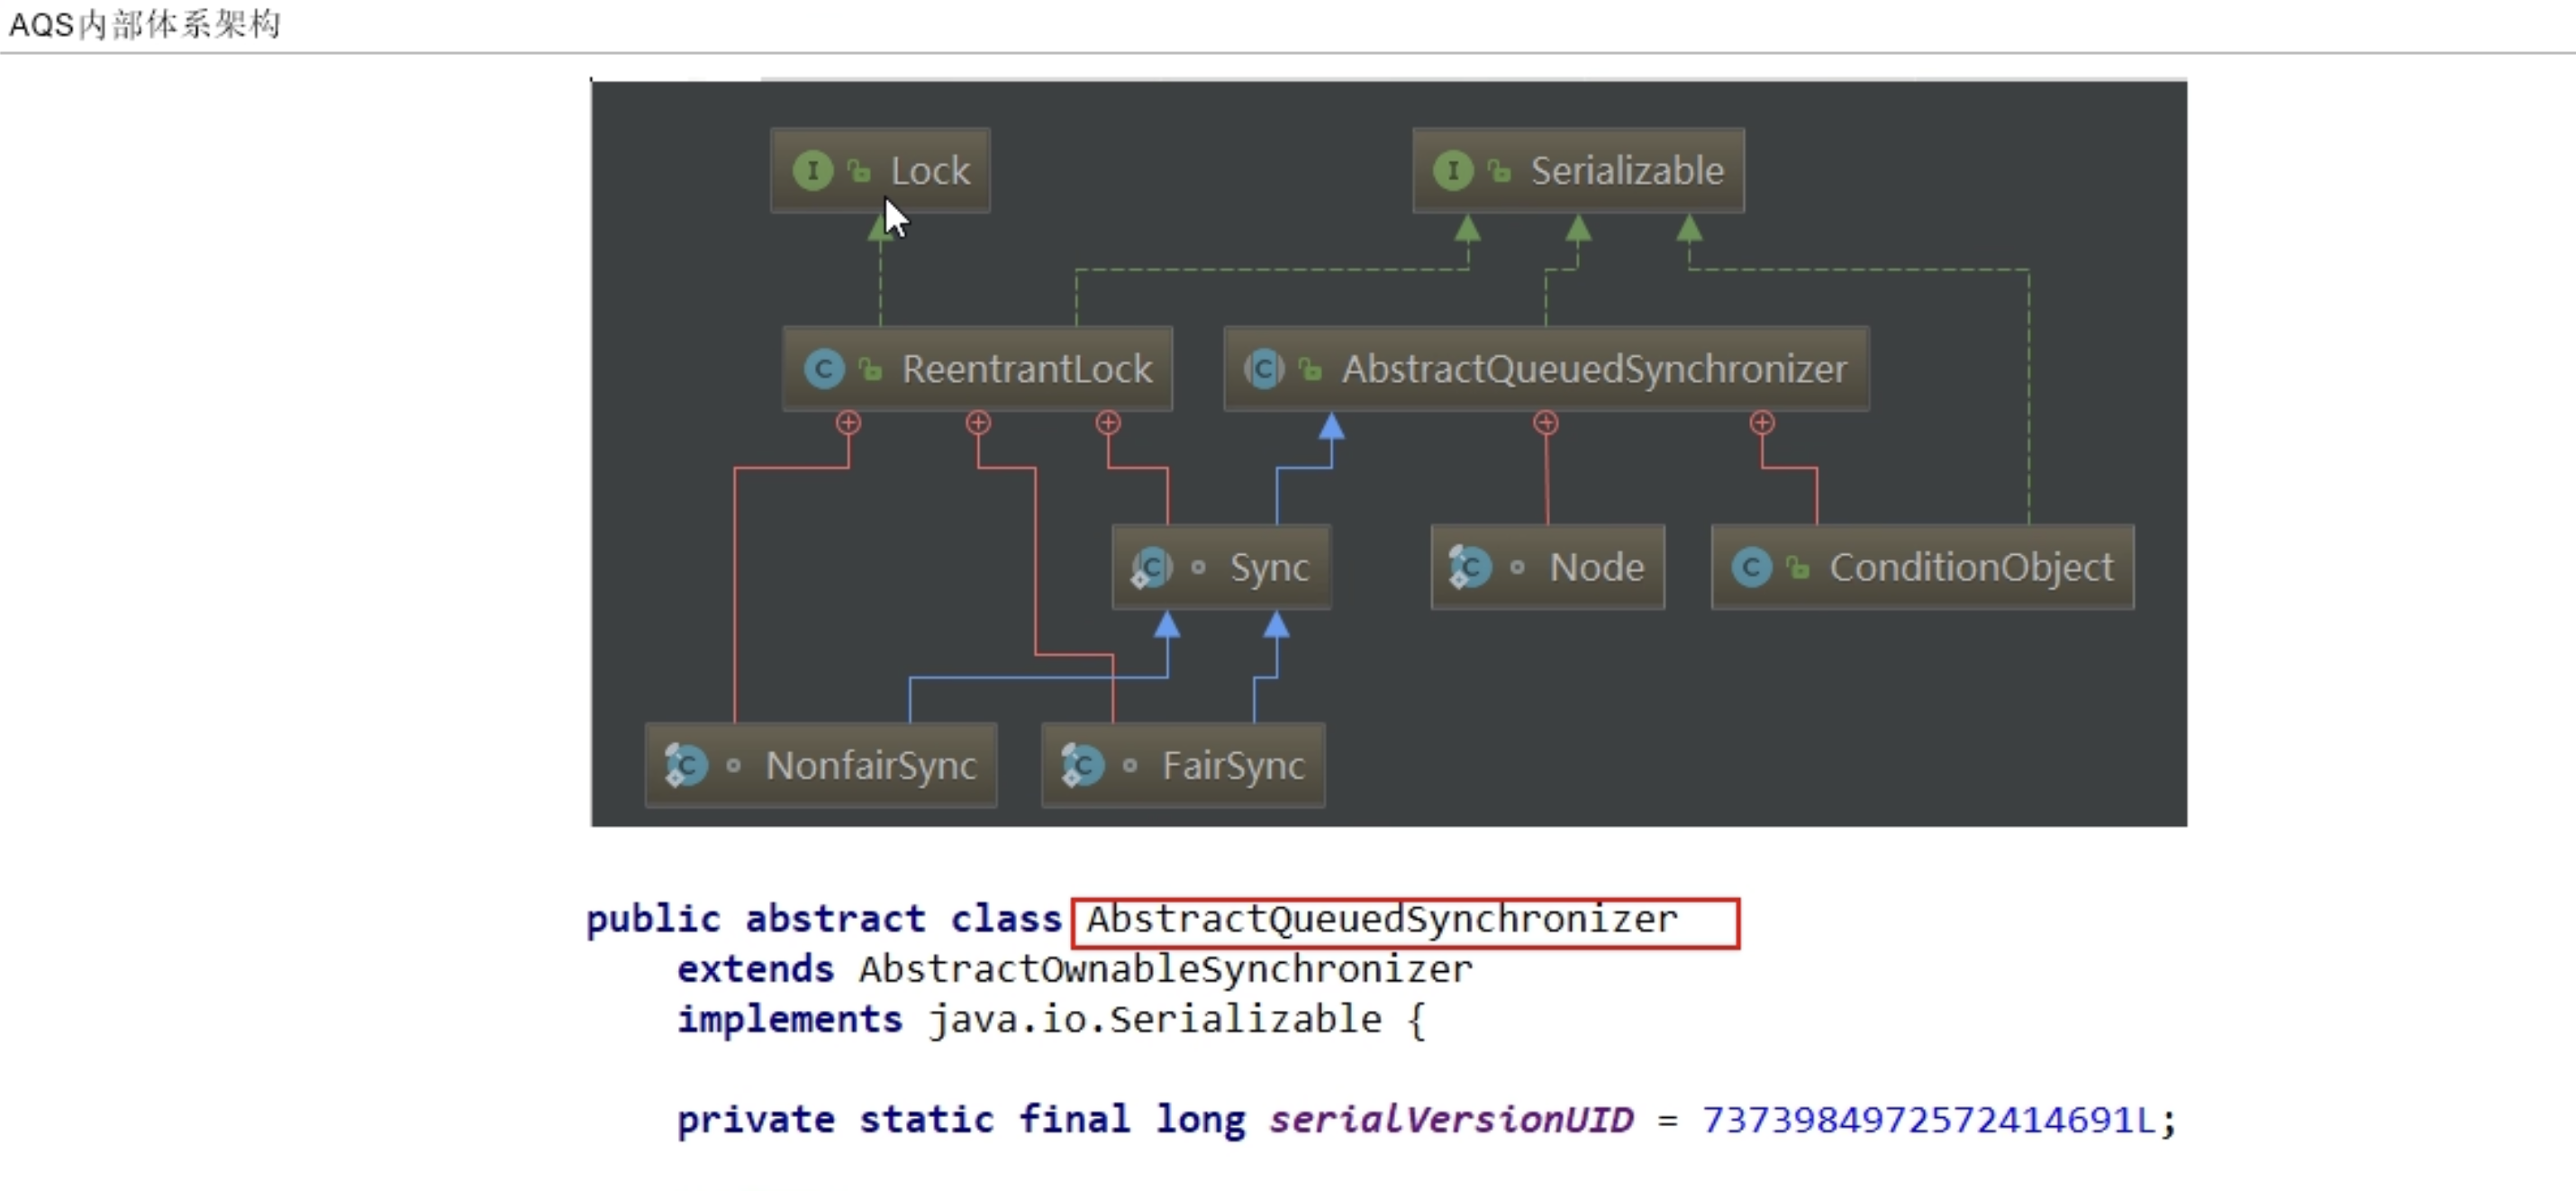 AQS内部体系架构
Lock
Serializable
ReentrantLock
AbstractQueuedSynchronizer
Sync
Node
ConditionObject
NonfairSync
FairSync
public abstract class AbstractQueuedSynchronizer
extends AbstractOwnableSynchronizer
implements java.io.Serializable {
private static final long serialVersionUID = 7373984972572414691L;